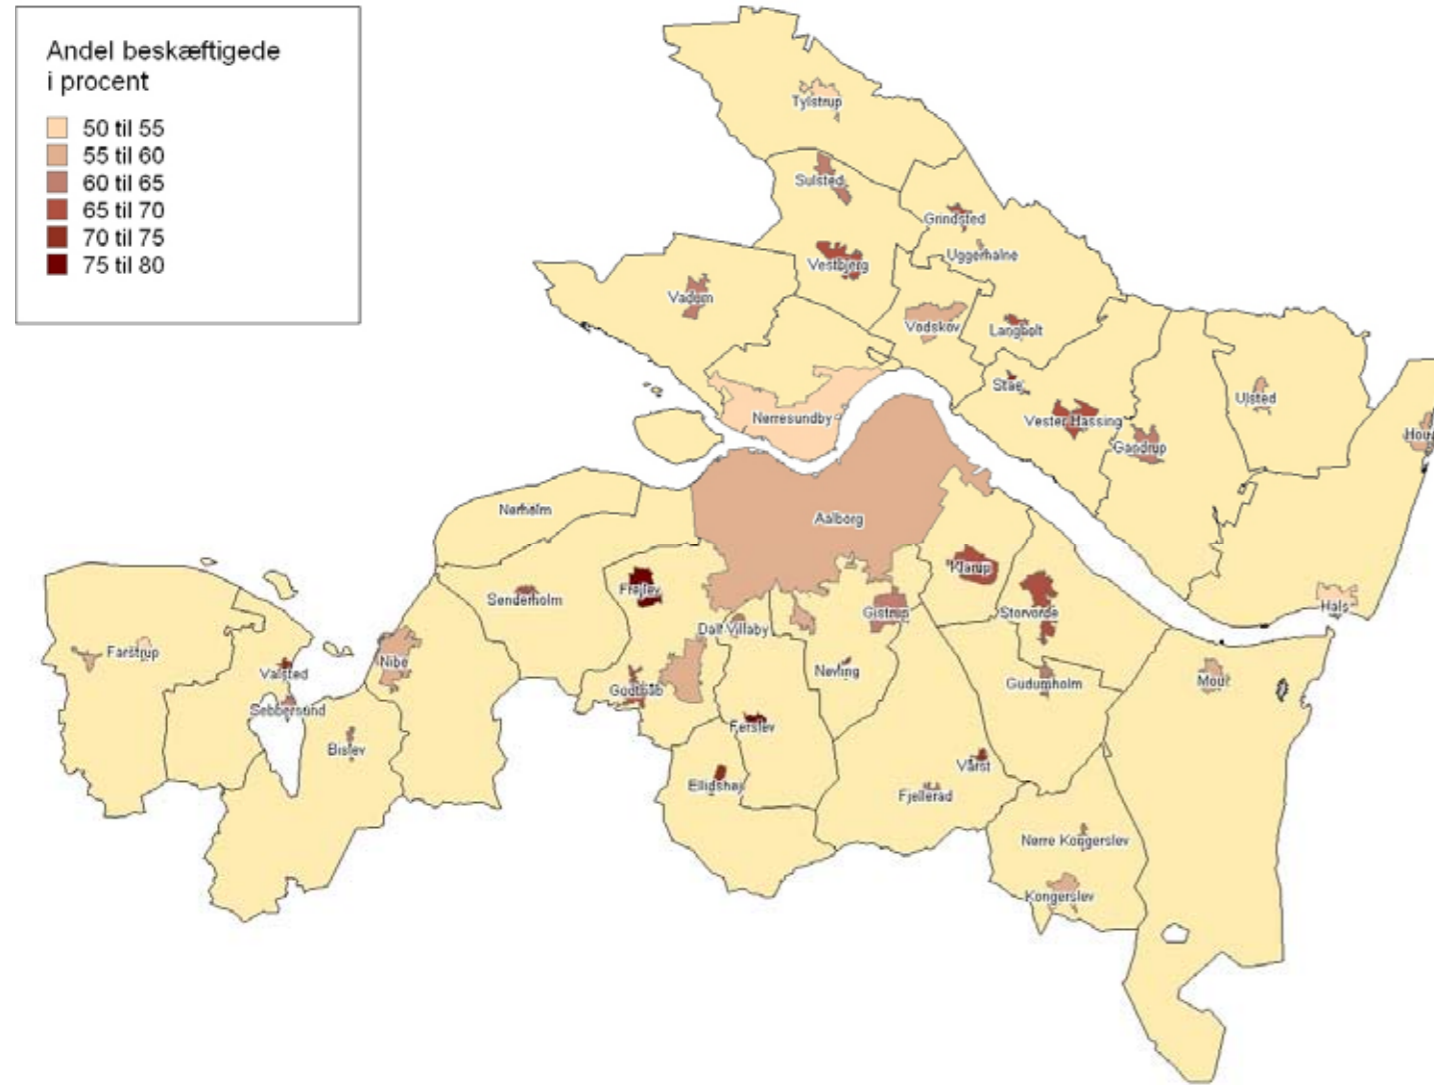 Andel beskæftigede
i procent
50 til 55
55 til 60
60 til 65
65 til 70
70 til 75
75 til 80
Tylstrup
Sulsted
Grindsted
Uggerhalne
Vestbjerg
Vadum
Vodskov
Langholt
Stae
Ulsted
Nørresundby
Vester Hassing
Gandrup
Hou
Nørholm
Aalborg
Klarup
Frejlev
Sønderholm
Storvorde
Gistrup
Hals
Dall Villaby
Farstrup
Nibe
Valsted
Nøvling
Gudumholm
Mou
Godthåb
Sebbersund
Ferslev
Bislev
Vårst
Ellidshøj
Fjellerad
Nørre Kongerslev
Kongerslev